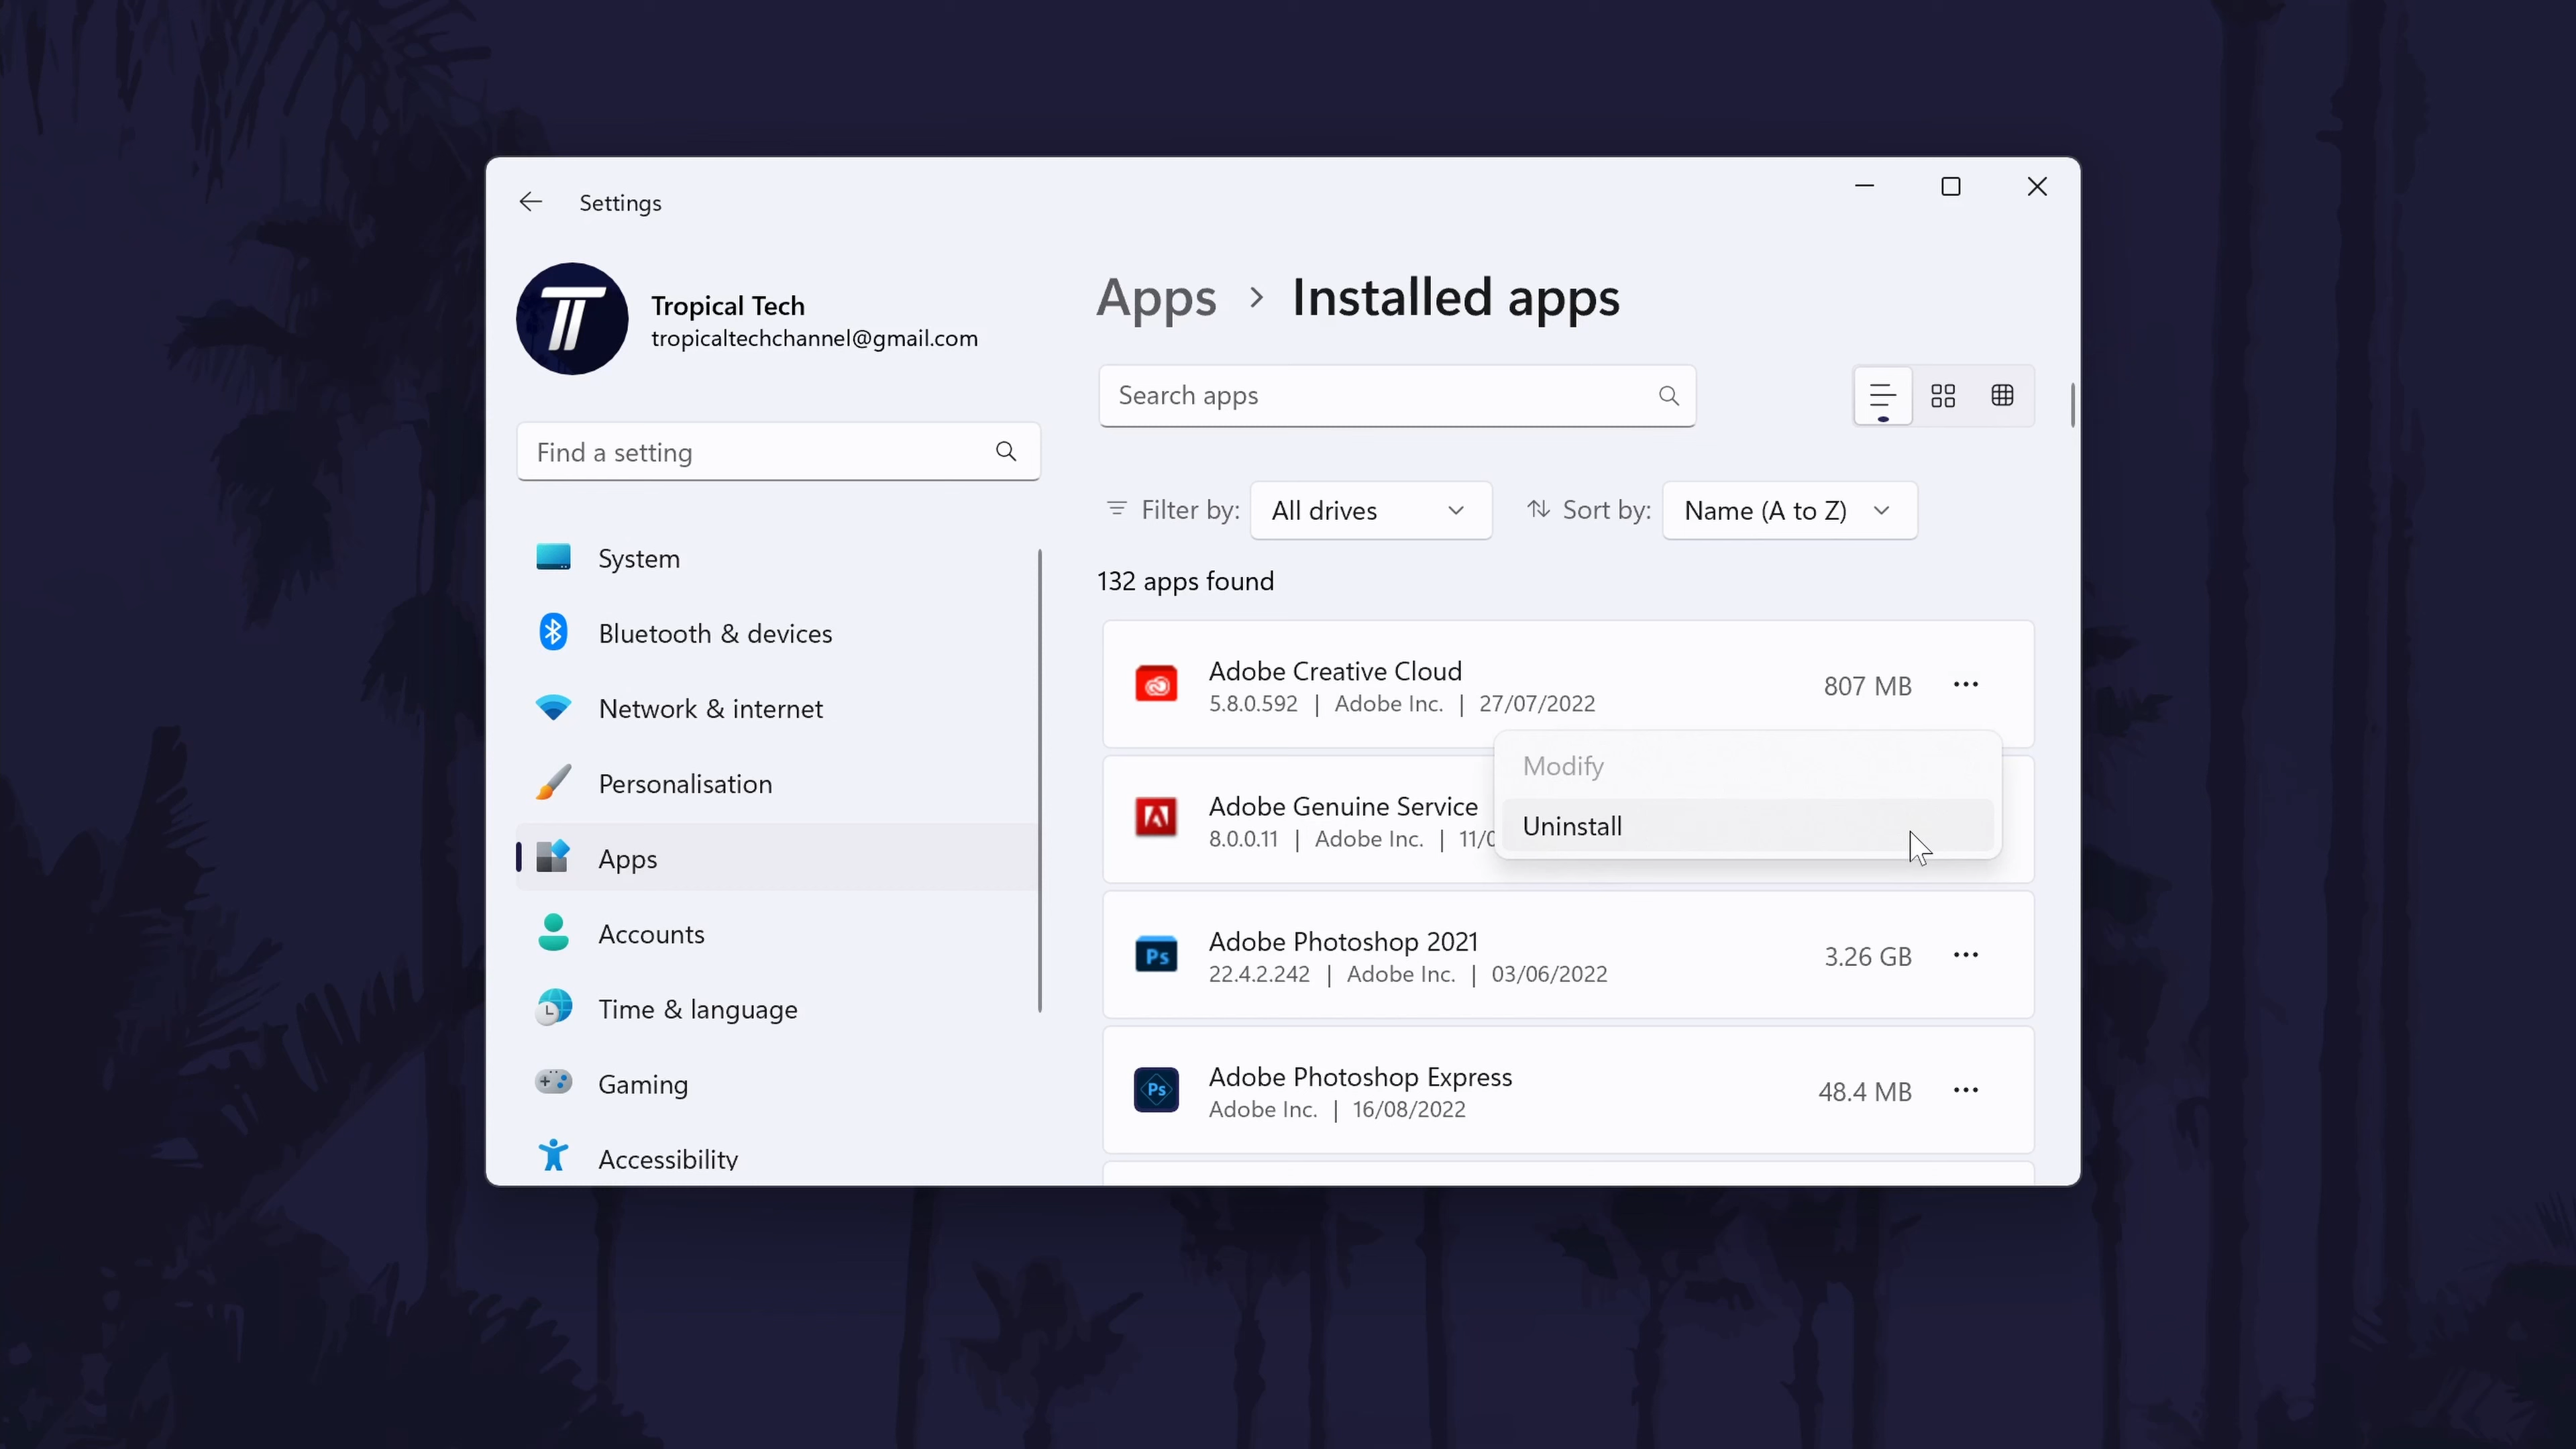 Settings
Tropical Tech
tropicaltechchannel@gmail.com
Find a setting
System
Bluetooth & devices
Network & internet
Personalisation
Apps
Accounts
Time & language
Gaming
Accessibility
Apps > Installed apps
Search apps
Filter by: All drives Sort by: Name (A to Z)
132 apps found
Adobe Creative Cloud
5.8.0.592 | Adobe Inc. | 27/07/2022
807 MB
Modify
Uninstall
Adobe Genuine Service
8.0.0.11 | Adobe Inc. | 11/0
Ps
Adobe Photoshop 2021
22.4.2.242 | Adobe Inc. | 03/06/2022
3.26 GB
Ps
Adobe Photoshop Express
Adobe Inc. | 16/08/2022
48.4 MB